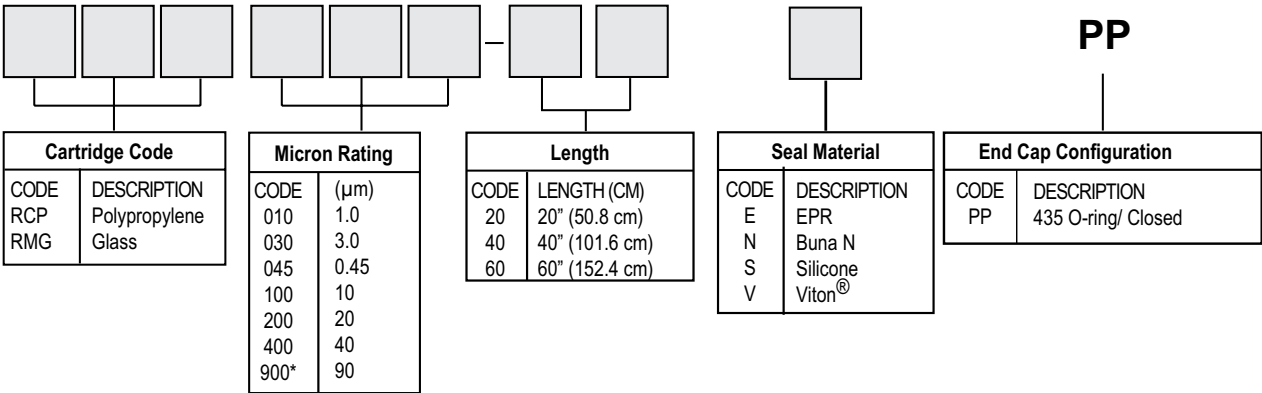 – PP
Cartridge Code
CODE DESCRIPTION
RCP Polypropylene
RMG Glass
Micron Rating
CODE (µm)
010 1.0
030 3.0
045 0.45
100 10
200 20
400 40
900* 90
Length
CODE LENGTH (CM)
20 20” (50.8 cm)
40 40” (101.6 cm)
60 60” (152.4 cm)
Seal Material
CODE DESCRIPTION
E EPR
N Buna N
S Silicone
V Viton®
End Cap Configuration
CODE DESCRIPTION
PP 435 O-ring/ Closed